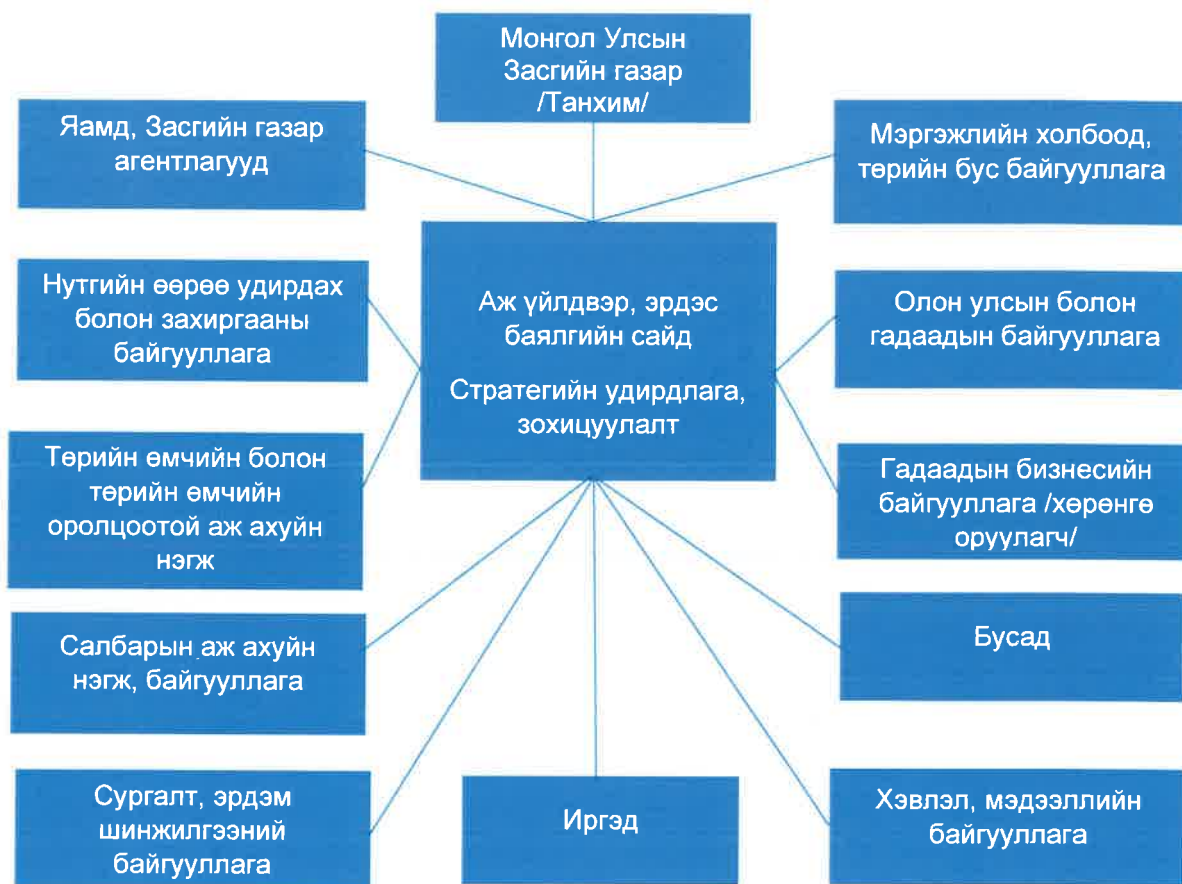 Монгол Улсын
Засгийн газар
/Танхим/
Яамд, Засгийн газар
агентлагууд
Мэргэжлийн холбоод,
төрийн бус байгууллага
Нутгийн өөрөө удирдах
болон захиргааны
байгууллага
Аж үйлдвэр, эрдэс
баялгийн сайд
Стратегийн удирдлага,
зохицуулалт
Олон улсын болон
гадаадын байгууллага
Төрийн өмчийн болон
төрийн өмчийн
оролцоотой аж ахуйн
нэгж
Гадаадын бизнесийн
байгууллага /хөрөнгө
оруулагч/
Салбарын аж ахуйн
нэгж, байгууллага
Бусад
Сургалт, эрдэм
шинжилгээний
байгууллага
Иргэд
Хэвлэл, мэдээллийн
байгууллага